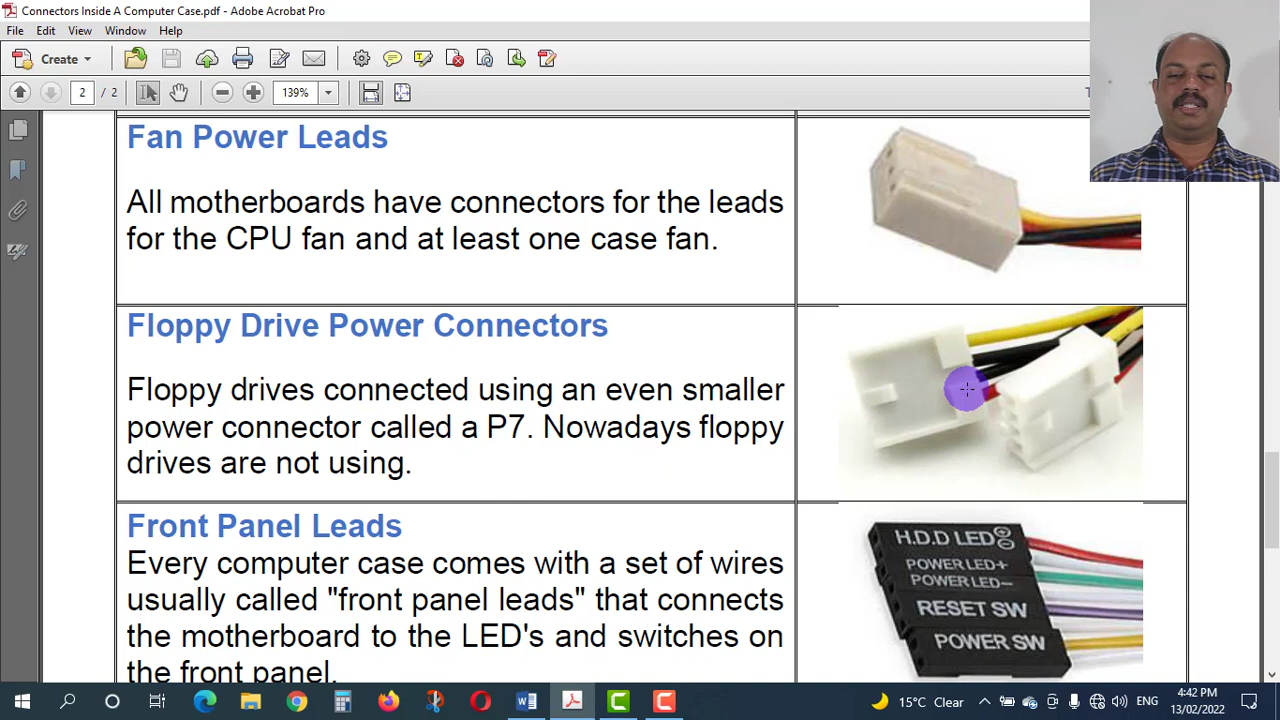 Connectors Inside A Computer Case.pdf - Adobe Acrobat Pro
File Edit View Window Help
Create
2 / 2 139%
Fan Power Leads
All motherboards have connectors for the leads
for the CPU fan and at least one case fan.
Floppy Drive Power Connectors
Floppy drives connected using an even smaller
power connector called a P7. Nowadays floppy
drives are not using.
Front Panel Leads
Every computer case comes with a set of wires
usually called "front panel leads" that connects
the motherboard to the LED's and switches on
the front panel.
H.D.D LED
POWER LED+
POWER LED-
RESET SW
POWER SW
15°C Clear ENG 4:42 PM
13/02/2022